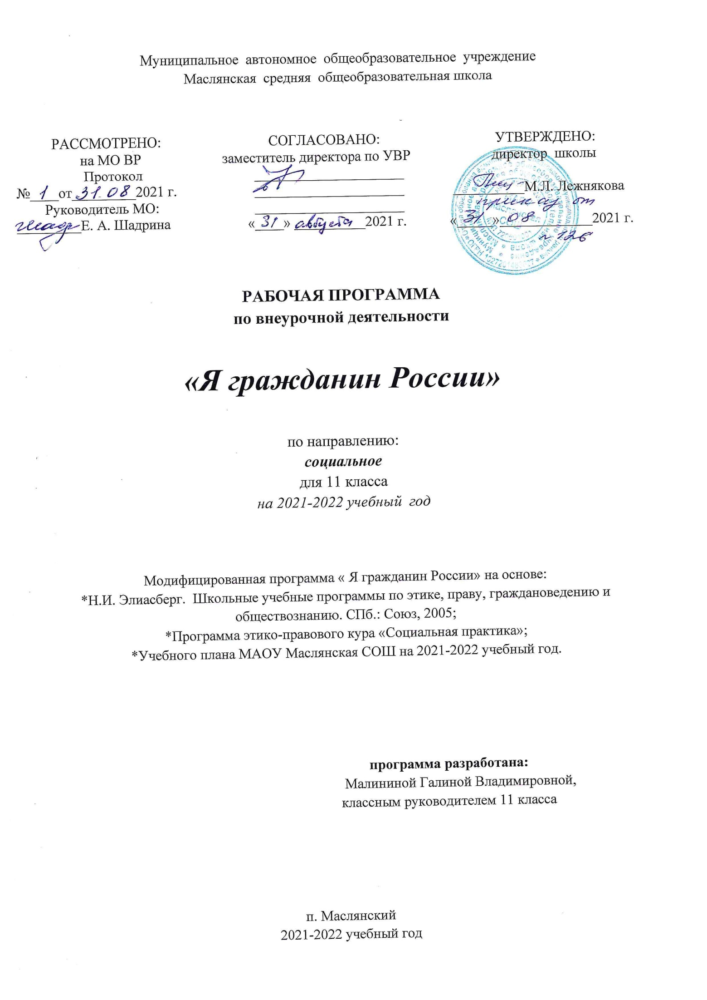 Муниципальное автономное общеобразовательное учреждение
Маслянская средняя общеобразовательная школа
РАССМОТРЕНО:
на МО ВР
Протокол
№ 1 от 31.08 2021 г.
Руководитель МО:
Е. А. Шадрина
СОГЛАСОВАНО:
заместитель директора по УВР
« 31 » августа 2021 г.
УТВЕРЖДЕНО:
директор школы
М.Л. Лежнякова
приказ от
« 31 » 08 2021 г.
РАБОЧАЯ ПРОГРАММА
по внеурочной деятельности
«Я гражданин России»
по направлению:
социальное
для 11 класса
на 2021-2022 учебный год
Модифицированная программа « Я гражданин России» на основе:
*Н.И. Элиасберг. Школьные учебные программы по этике, праву, граждановедению и
обществознанию. СПб.: Союз, 2005;
*Программа этико-правового кура «Социальная практика»;
*Учебного плана МАОУ Маслянская СОШ на 2021-2022 учебный год.
программа разработана:
Малининой Галиной Владимировной,
классным руководителем 11 класса
п. Маслянский
2021-2022 учебный год